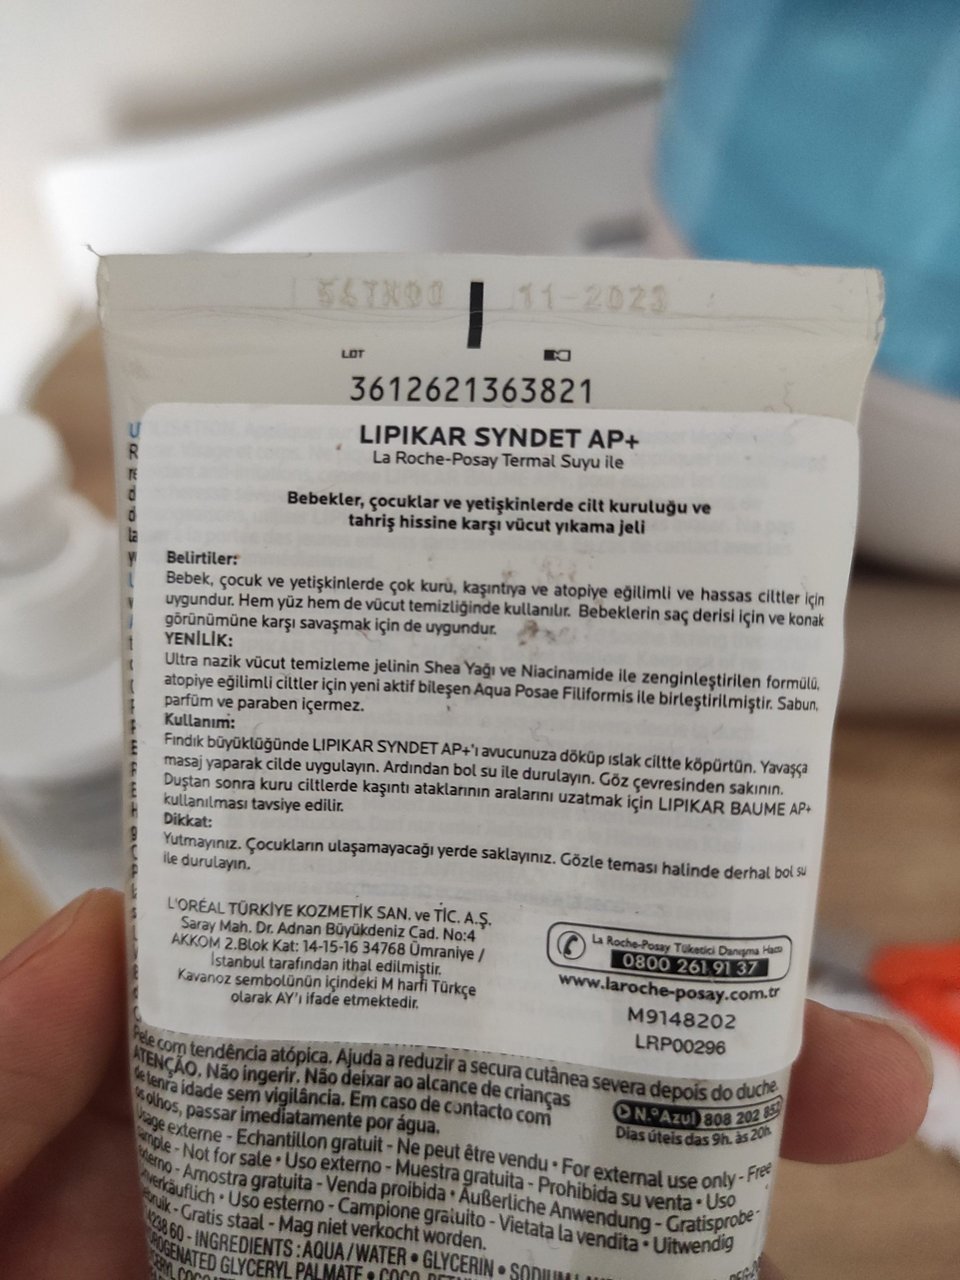 11-2023
LOT
3612621363821
LIPIKAR SYNDET AP+
La Roche-Posay Termal Suyu ile
Bebekler, çocuklar ve yetişkinlerde cilt kuruluğu ve
tahriş hissine karşı vücut yıkama jeli
Belirtiler:
Bebek, çocuk ve yetişkinlerde çok kuru, kaşıntıya ve atopiye eğilimli ve hassas ciltler için
uygundur. Hem yüz hem de vücut temizliğinde kullanılır. Bebeklerin saç derisi için ve konak
görünümüne karşı savaşmak için de uygundur.
YENİLİK:
Ultra nazik vücut temizleme jelinin Shea Yağı ve Niacinamide ile zenginleştirilen formülü,
atopiye eğilimli ciltler için yeni aktif bileşen Aqua Posae Filiformis ile birleştirilmiştir. Sabun,
parfüm ve paraben içermez.
Kullanım:
Fındık büyüklüğünde LIPIKAR SYNDET AP+'ı avucunuza döküp ıslak ciltte köpürtün. Yavaşça
masaj yaparak cilde uygulayın. Ardından bol su ile durulayın. Göz çevresinden sakının.
Duştan sonra kuru ciltlerde kaşıntı ataklarının aralarını uzatmak için LIPIKAR BAUME AP+
kullanılması tavsiye edilir.
Dikkat:
Yutmayınız. Çocukların ulaşamayacağı yerde saklayınız. Gözle teması halinde derhal bol su
ile durulayın.
L'ORÉAL TÜRKİYE KOZMETİK SAN. ve TİC. A.Ş.
Saray Mah. Dr. Adnan Büyükdeniz Cad. No:4
AKKOM 2.Blok Kat: 14-15-16 34768 Ümraniye /
İstanbul tarafından ithal edilmiştir.
Kavanoz sembolünün içindeki M harfi Türkçe
olarak AY'ı ifade etmektedir.
La Roche-Posay Tüketici Danışma Hattı
0800 261 91 37
www.laroche-posay.com.tr
M9148202
LRP00296
Pele com tendência atópica. Ajuda a reduzir a secura cutânea severa depois do duche.
ATENÇÃO. Não ingerir. Não deixar ao alcance de crianças
de tenra idade sem vigilância. Em caso de contacto com
os olhos, passar imediatamente por água.
N.º Azul 808 202 852
Dias úteis das 9h. às 20h.
Usage externe - Echantillon gratuit - Ne peut être vendu • For external use only - Free
sample - Not for sale • Uso externo - Muestra gratuita - Prohibida su venta • Uso
externo - Amostra gratuita - Venda proibida • Äußerliche Anwendung - Gratisprobe -
Unverkäuflich • Uso esterno - Campione gratuito - Vietata la vendita • Uitwendig
gebruik - Gratis staal - Mag niet verkocht worden.
60 - INGREDIENTS : AQUA / WATER • GLYCERIN • SODIUM
GLYCERYL PALMATE • COCO